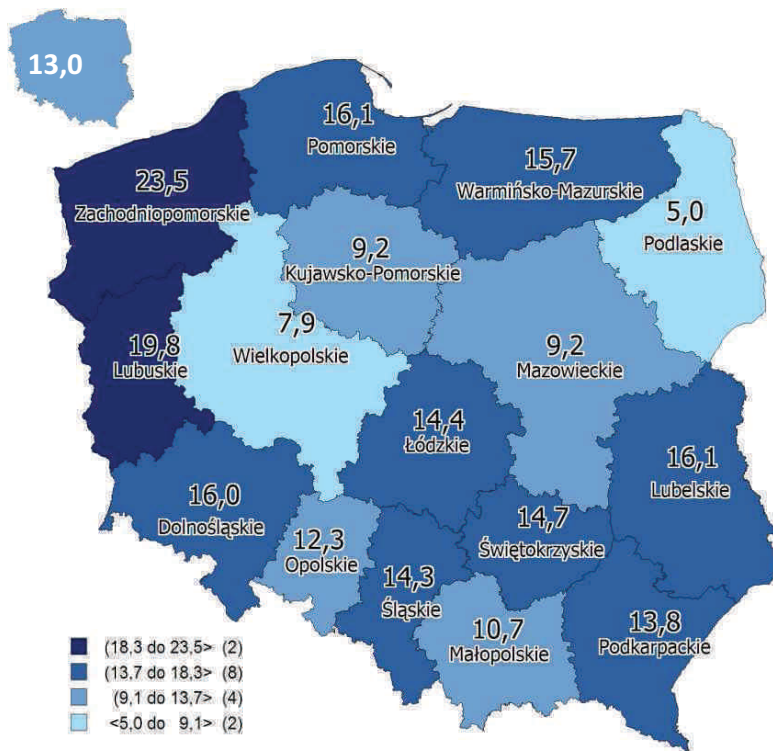 13,0
16,1
Pomorskie
15,7
Warmińsko-Mazurskie
23,5
Zachodniopomorskie
5,0
Podlaskie
9,2
Kujawsko-Pomorskie
7,9
Wielkopolskie
19,8
Lubuskie
9,2
Mazowieckie
14,4
Łódzkie
16,1
Lubelskie
16,0
Dolnośląskie
14,7
Świętokrzyskie
12,3
Opolskie
14,3
Śląskie
10,7
Małopolskie
13,8
Podkarpackie
(18,3 do 23,5> (2)
(13,7 do 18,3> (8)
(9,1 do 13,7> (4)
<5,0 do 9,1> (2)